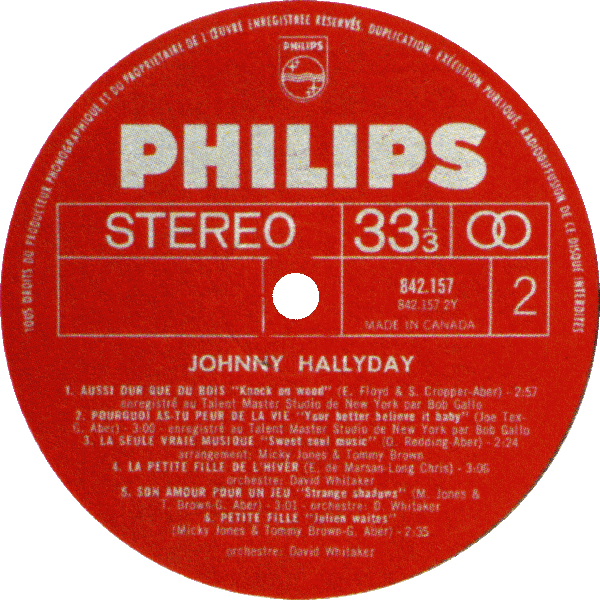 TOUS DROITS DU PRODUCTEUR PHONOGRAPHIQUE ET DU PROPRIETAIRE DE L'ŒUVRE ENREGISTREE RESERVÉS. DUPLICATION, EXÉCUTION PUBLIQUE, RADIODIFFUSION DE CE DISQUE INTERDITES
PHILIPS
PHILIPS
STEREO 33 1/3
842.157
842.157 2Y
2
MADE IN CANADA
JOHNNY HALLYDAY
1. AUSSI DUR QUE DU BOIS "Knock on wood" (E. Floyd & S. Cropper-Aber) - 2:57
enregistré au Talent Master Studio de New York par Bob Gallo
2. POURQUOI AS-TU PEUR DE LA VIE "Your better believe it baby" (Joe Tex-
G. Aber) - 3:00 - enregistré au Talent Master Studio de New York par Bob Gallo
3. LA SEULE VRAIE MUSIQUE "Sweet soul music" (O. Redding-Aber) - 2:24
arrangement: Micky Jones & Tommy Brown
4. LA PETITE FILLE DE L'HIVER (E. de Marsan-Long Chris) - 3:06
orchestre: David Whitaker
5. SON AMOUR POUR UN JEU "Strange shadows" (M. Jones &
T. Brown-G. Aber) - 3:01 - orchestre: D. Whitaker
6. PETITE FILLE "Julien waites"
(Micky Jones & Tommy Brown-G. Aber) - 2:35
orchestre: David Whitaker